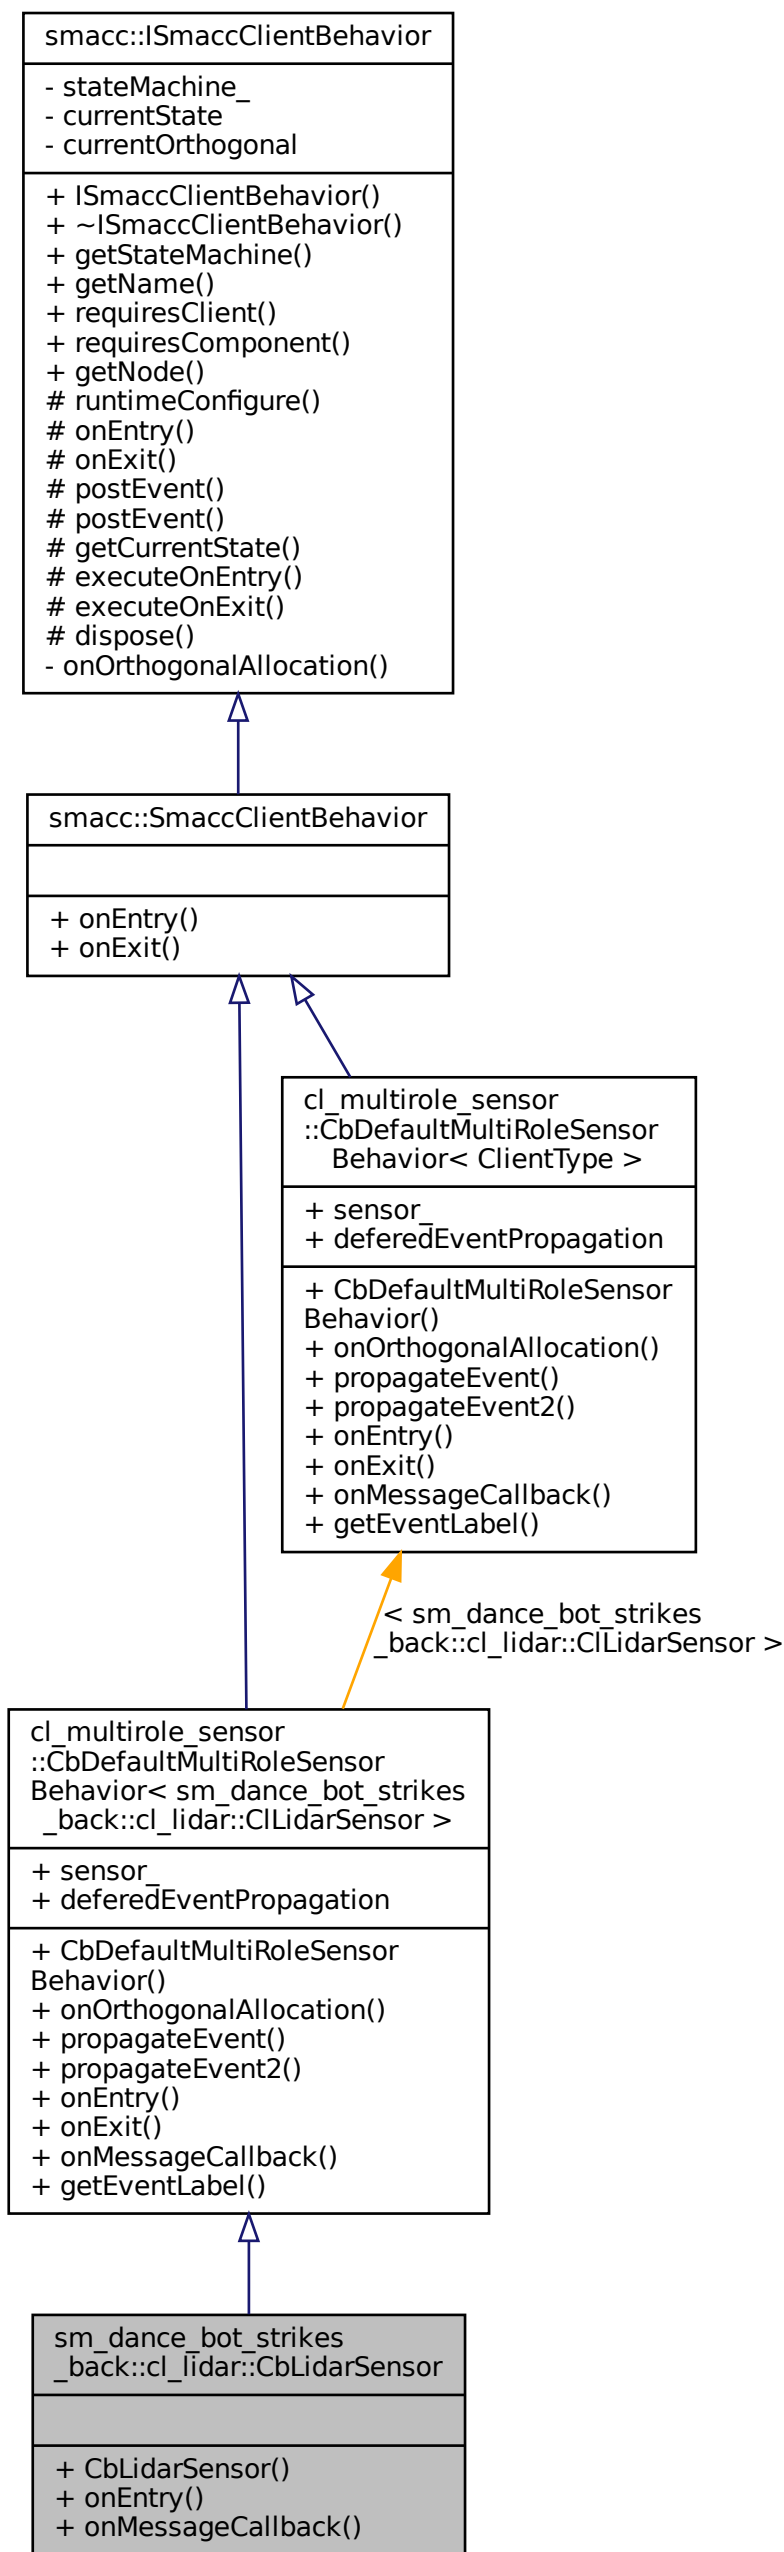 smacc::ISmaccClientBehavior
- stateMachine_
- currentState
- currentOrthogonal
+ ISmaccClientBehavior()
+ ~ISmaccClientBehavior()
+ getStateMachine()
+ getName()
+ requiresClient()
+ requiresComponent()
+ getNode()
# runtimeConfigure()
# onEntry()
# onExit()
# postEvent()
# postEvent()
# getCurrentState()
# executeOnEntry()
# executeOnExit()
# dispose()
- onOrthogonalAllocation()
smacc::SmaccClientBehavior
+ onEntry()
+ onExit()
cl_multirole_sensor
::CbDefaultMultiRoleSensor
Behavior< ClientType >
+ sensor_
+ deferedEventPropagation
+ CbDefaultMultiRoleSensor
Behavior()
+ onOrthogonalAllocation()
+ propagateEvent()
+ propagateEvent2()
+ onEntry()
+ onExit()
+ onMessageCallback()
+ getEventLabel()
< sm_dance_bot_strikes
_back::cl_lidar::ClLidarSensor >
cl_multirole_sensor
::CbDefaultMultiRoleSensor
Behavior< sm_dance_bot_strikes
_back::cl_lidar::ClLidarSensor >
+ sensor_
+ deferedEventPropagation
+ CbDefaultMultiRoleSensor
Behavior()
+ onOrthogonalAllocation()
+ propagateEvent()
+ propagateEvent2()
+ onEntry()
+ onExit()
+ onMessageCallback()
+ getEventLabel()
sm_dance_bot_strikes
_back::cl_lidar::CbLidarSensor
+ CbLidarSensor()
+ onEntry()
+ onMessageCallback()